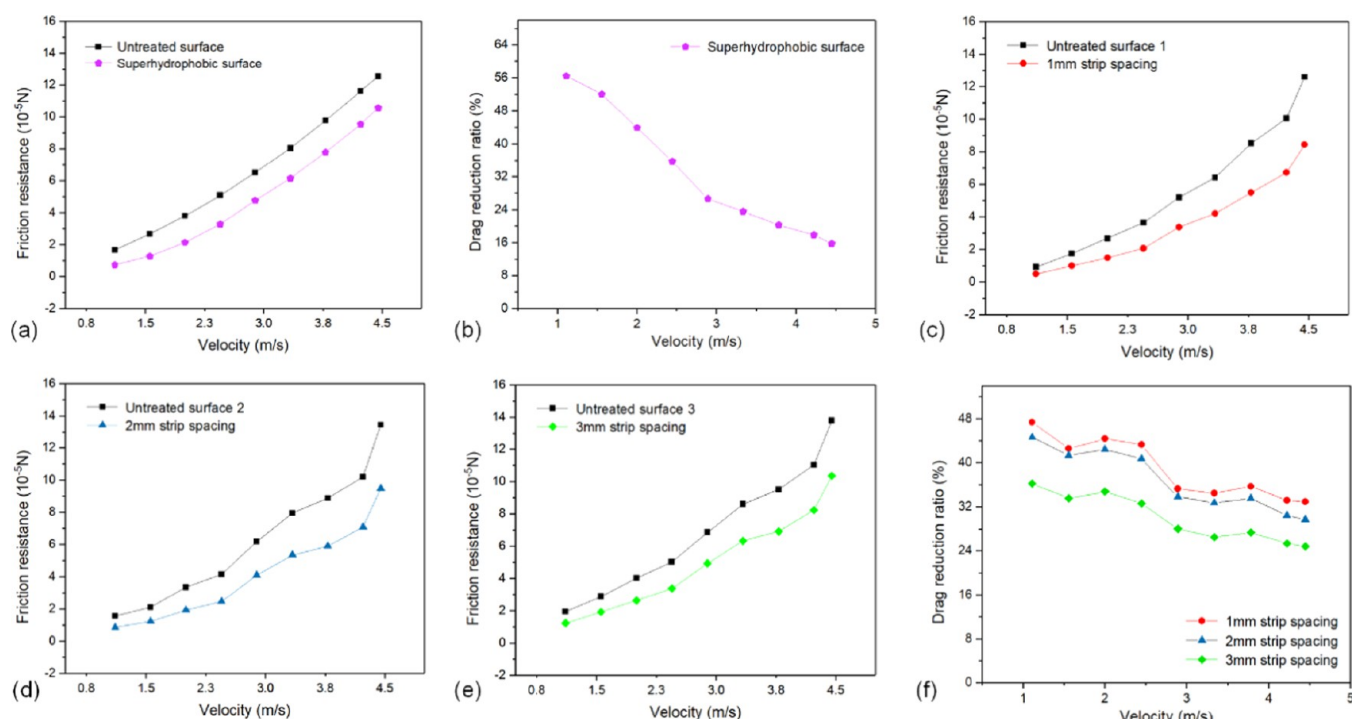 16
14
12
10
8
6
4
2
0
-2
Friction resistance (10-5N)
Untreated surface
Superhydrophobic surface
0.8 1.5 2.3 3.0 3.8 4.5
Velocity (m/s)
(a)
64
56
48
40
32
24
16
8
0
Drag reduction ratio (%)
Superhydrophobic surface
1 2 3 4 5
Velocity (m/s)
(b)
16
14
12
10
8
6
4
2
0
-2
Friction resistance (10-5N)
Untreated surface 1
1mm strip spacing
0.8 1.5 2.3 3.0 3.8 4.5
Velocity (m/s)
(c)
16
14
12
10
8
6
4
2
0
-2
Friction resistance (10-5N)
Untreated surface 2
2mm strip spacing
0.8 1.5 2.3 3.0 3.8 4.5
Velocity (m/s)
(d)
16
14
12
10
8
6
4
2
0
-2
Friction resistance (10-5N)
Untreated surface 3
3mm strip spacing
0.8 1.5 2.3 3.0 3.8 4.5
Velocity (m/s)
(e)
48
40
32
24
16
8
0
Drag reduction ratio (%)
1mm strip spacing
2mm strip spacing
3mm strip spacing
1 2 3 4 5
Velocity (m/s)
(f)